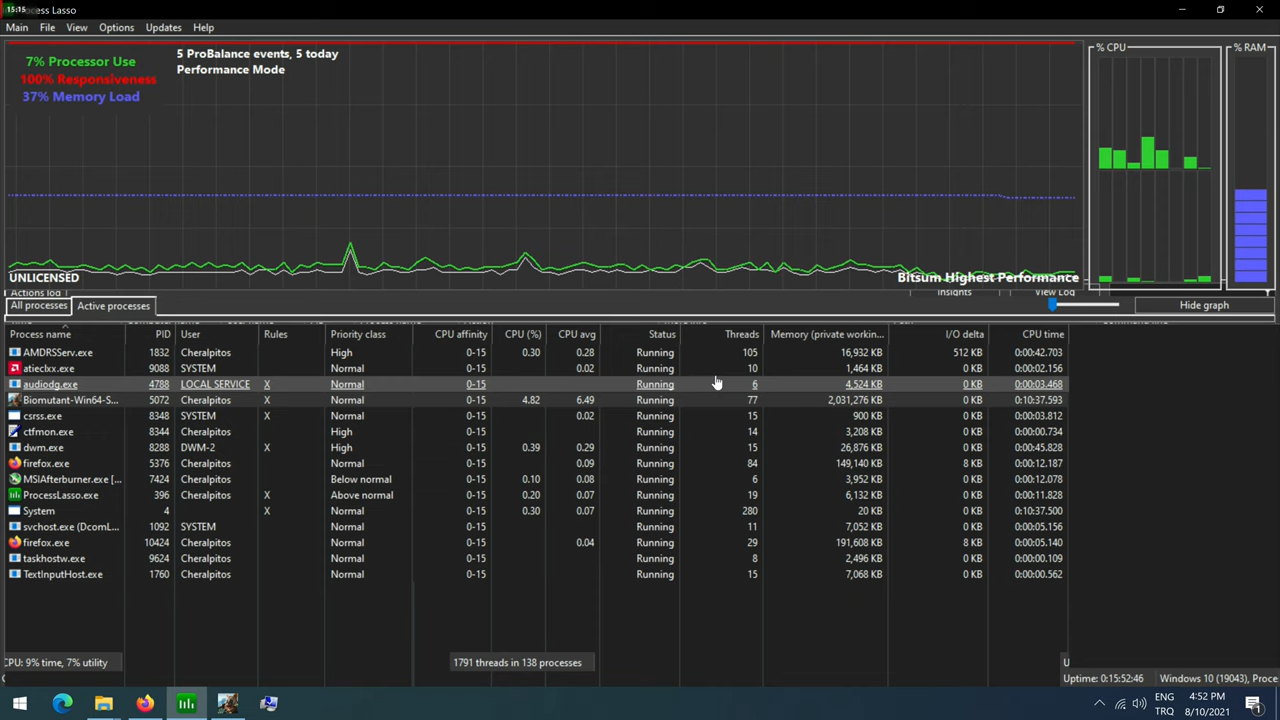 15:15 Process Lasso
Main File View Options Updates Help
7% Processor Use
100% Responsiveness
37% Memory Load
5 ProBalance events, 5 today
Performance Mode
% CPU
% RAM
UNLICENSED
Bitsum Highest Performance
Actions log Insights View Log
All processes Active processes Hide graph
Process name PID User Rules Priority class CPU affinity CPU (%) CPU avg Status Threads Memory (private workin... I/O delta CPU time
AMDRSServ.exe 1832 Cheralpitos High 0-15 0.30 0.28 Running 105 16,932 KB 512 KB 0:00:42.703
atieclxx.exe 9088 SYSTEM Normal 0-15 0.02 Running 10 1,464 KB 0 KB 0:00:02.156
audiodg.exe 4788 LOCAL SERVICE X Normal 0-15 Running 6 4,524 KB 0 KB 0:00:03.468
Biomutant-Win64-S... 5072 Cheralpitos X Normal 0-15 4.82 6.49 Running 77 2,031,276 KB 0 KB 0:10:37.593
csrss.exe 8348 SYSTEM X Normal 0-15 0.02 Running 15 900 KB 0 KB 0:00:03.812
ctfmon.exe 8344 Cheralpitos High 0-15 Running 14 3,208 KB 0 KB 0:00:00.734
dwm.exe 8288 DWM-2 X High 0-15 0.39 0.29 Running 15 26,876 KB 0 KB 0:00:45.828
firefox.exe 5376 Cheralpitos Normal 0-15 0.09 Running 84 149,140 KB 8 KB 0:00:12.187
MSIAfterburner.exe [... 7424 Cheralpitos Below normal 0-15 0.10 0.08 Running 6 3,952 KB 0 KB 0:00:12.078
ProcessLasso.exe 396 Cheralpitos X Above normal 0-15 0.20 0.07 Running 19 6,132 KB 0 KB 0:00:11.828
System 4 X Normal 0-15 0.30 0.07 Running 280 20 KB 0 KB 0:10:37.500
svchost.exe (DcomL... 1092 SYSTEM Normal 0-15 Running 11 7,052 KB 0 KB 0:00:05.156
firefox.exe 10424 Cheralpitos Normal 0-15 0.04 Running 29 191,608 KB 8 KB 0:00:05.140
taskhostw.exe 9624 Cheralpitos Normal 0-15 Running 8 2,496 KB 0 KB 0:00:00.109
TextInputHost.exe 1760 Cheralpitos Normal 0-15 Running 15 7,068 KB 0 KB 0:00:00.562
CPU: 9% time, 7% utility 1791 threads in 138 processes U
Uptime: 0:15:52:46 Windows 10 (19043), Proce
ENG 4:52 PM
TRQ 8/10/2021
1